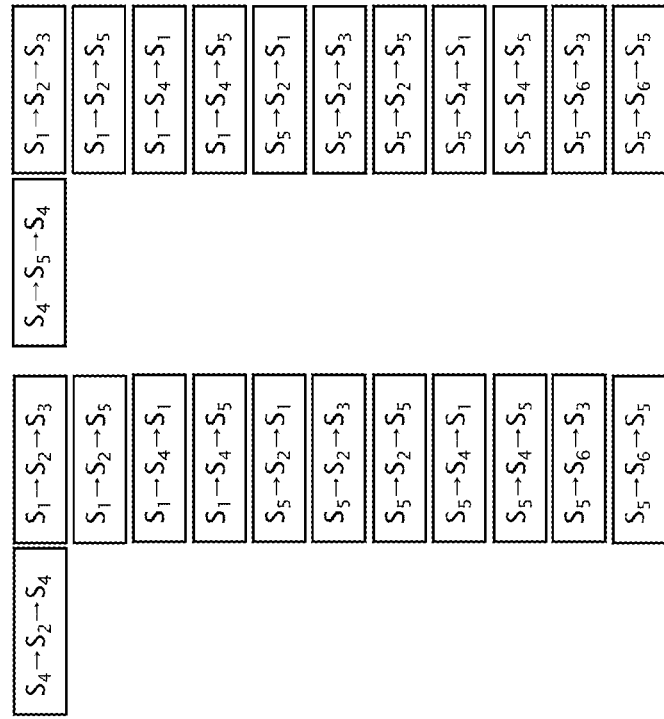 S₄→S₂→S₄ S₁→S₂→S₃ S₄→S₅→S₄ S₁→S₂→S₃
S₁→S₂→S₅ S₁→S₂→S₅
S₁→S₄→S₁ S₁→S₄→S₁
S₁→S₄→S₅ S₁→S₄→S₅
S₅→S₂→S₁ S₅→S₂→S₁
S₅→S₂→S₃ S₅→S₂→S₃
S₅→S₂→S₅ S₅→S₂→S₅
S₅→S₄→S₁ S₅→S₄→S₁
S₅→S₄→S₅ S₅→S₄→S₅
S₅→S₆→S₃ S₅→S₆→S₃
S₅→S₆→S₅ S₅→S₆→S₅